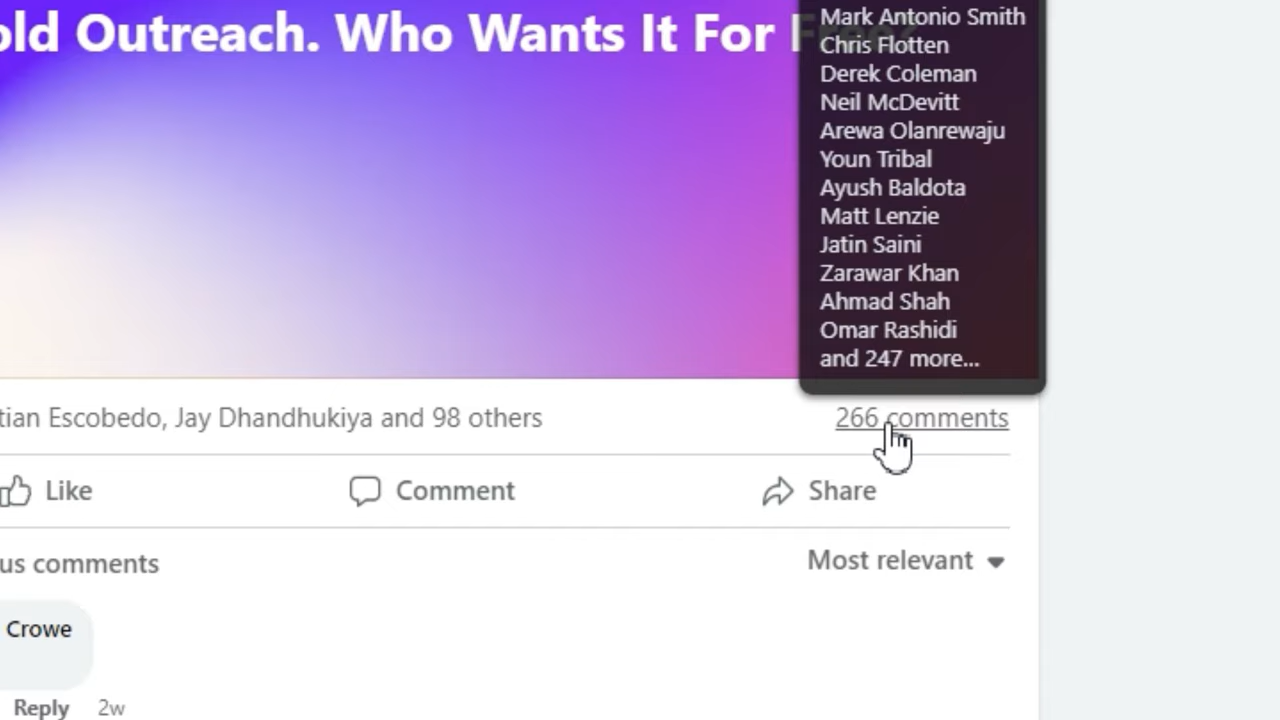 old Outreach. Who Wants It For Free?
Mark Antonio Smith
Chris Flotten
Derek Coleman
Neil McDevitt
Arewa Olanrewaju
Youn Tribal
Ayush Baldota
Matt Lenzie
Jatin Saini
Zarawar Khan
Ahmad Shah
Omar Rashidi
and 247 more...
tian Escobedo, Jay Dhandhukiya and 98 others
266 comments
Like
Comment
Share
us comments
Most relevant
Crowe
Reply 2w